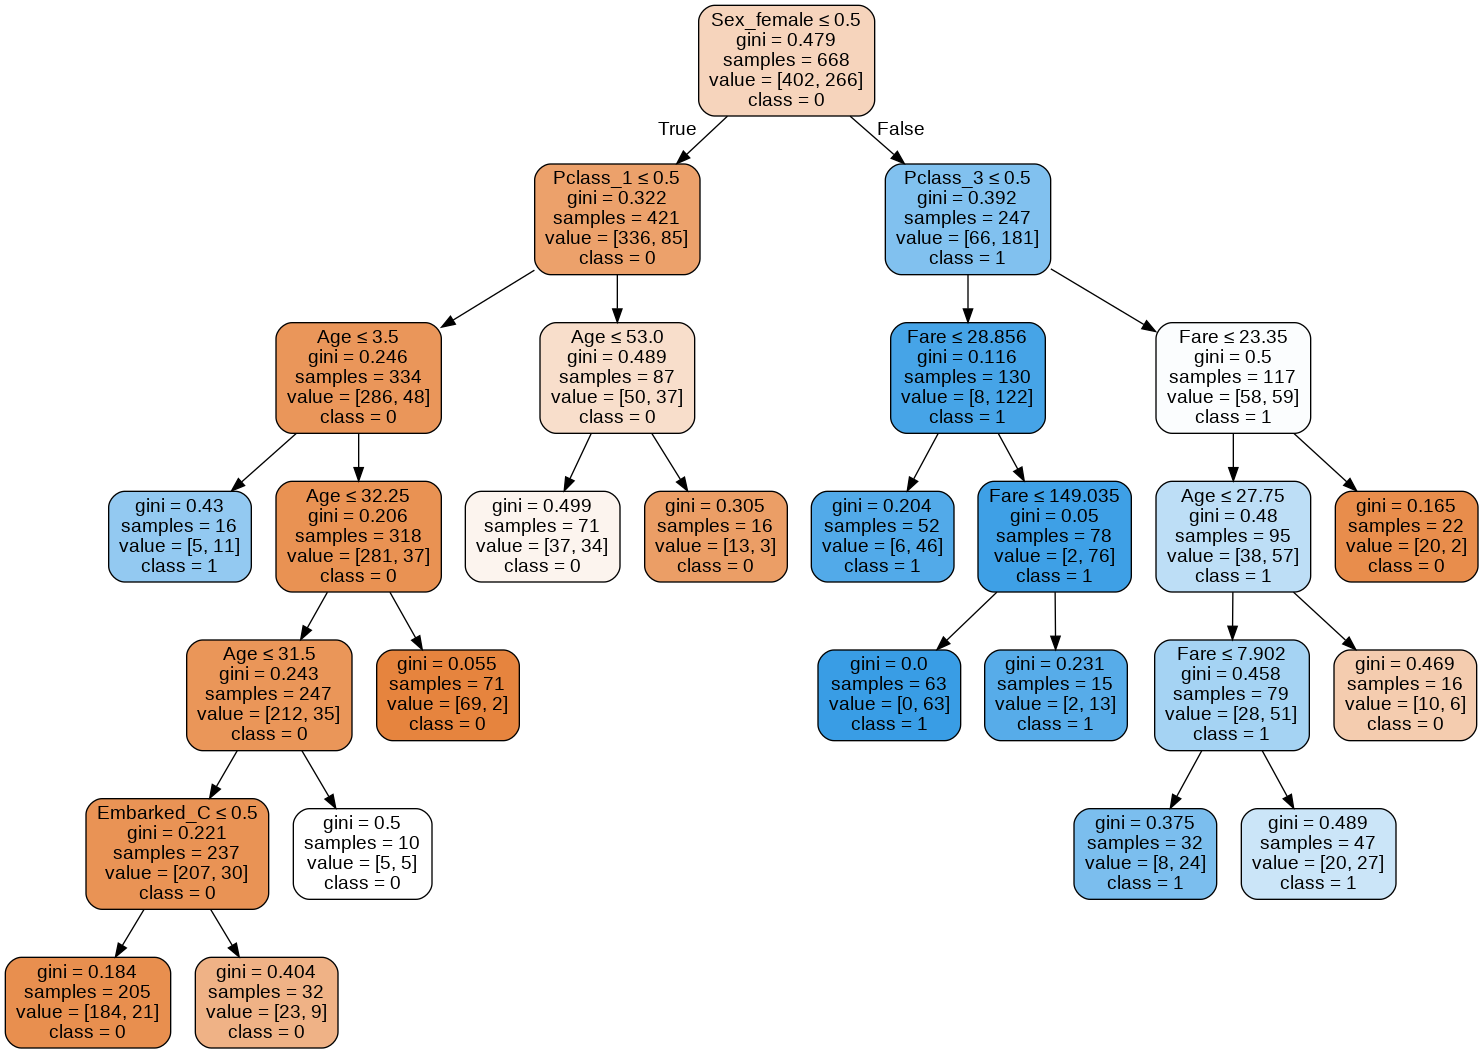 Sex_female ≤ 0.5
gini = 0.479
samples = 668
value = [402, 266]
class = 0
True
False
Pclass_1 ≤ 0.5
gini = 0.322
samples = 421
value = [336, 85]
class = 0
Pclass_3 ≤ 0.5
gini = 0.392
samples = 247
value = [66, 181]
class = 1
Age ≤ 3.5
gini = 0.246
samples = 334
value = [286, 48]
class = 0
Age ≤ 53.0
gini = 0.489
samples = 87
value = [50, 37]
class = 0
Fare ≤ 28.856
gini = 0.116
samples = 130
value = [8, 122]
class = 1
Fare ≤ 23.35
gini = 0.5
samples = 117
value = [58, 59]
class = 1
gini = 0.43
samples = 16
value = [5, 11]
class = 1
Age ≤ 32.25
gini = 0.206
samples = 318
value = [281, 37]
class = 0
gini = 0.499
samples = 71
value = [37, 34]
class = 0
gini = 0.305
samples = 16
value = [13, 3]
class = 0
gini = 0.204
samples = 52
value = [6, 46]
class = 1
Fare ≤ 149.035
gini = 0.05
samples = 78
value = [2, 76]
class = 1
Age ≤ 27.75
gini = 0.48
samples = 95
value = [38, 57]
class = 1
gini = 0.165
samples = 22
value = [20, 2]
class = 0
Age ≤ 31.5
gini = 0.243
samples = 247
value = [212, 35]
class = 0
gini = 0.055
samples = 71
value = [69, 2]
class = 0
gini = 0.0
samples = 63
value = [0, 63]
class = 1
gini = 0.231
samples = 15
value = [2, 13]
class = 1
Fare ≤ 7.902
gini = 0.458
samples = 79
value = [28, 51]
class = 1
gini = 0.469
samples = 16
value = [10, 6]
class = 0
Embarked_C ≤ 0.5
gini = 0.221
samples = 237
value = [207, 30]
class = 0
gini = 0.5
samples = 10
value = [5, 5]
class = 0
gini = 0.375
samples = 32
value = [8, 24]
class = 1
gini = 0.489
samples = 47
value = [20, 27]
class = 1
gini = 0.184
samples = 205
value = [184, 21]
class = 0
gini = 0.404
samples = 32
value = [23, 9]
class = 0